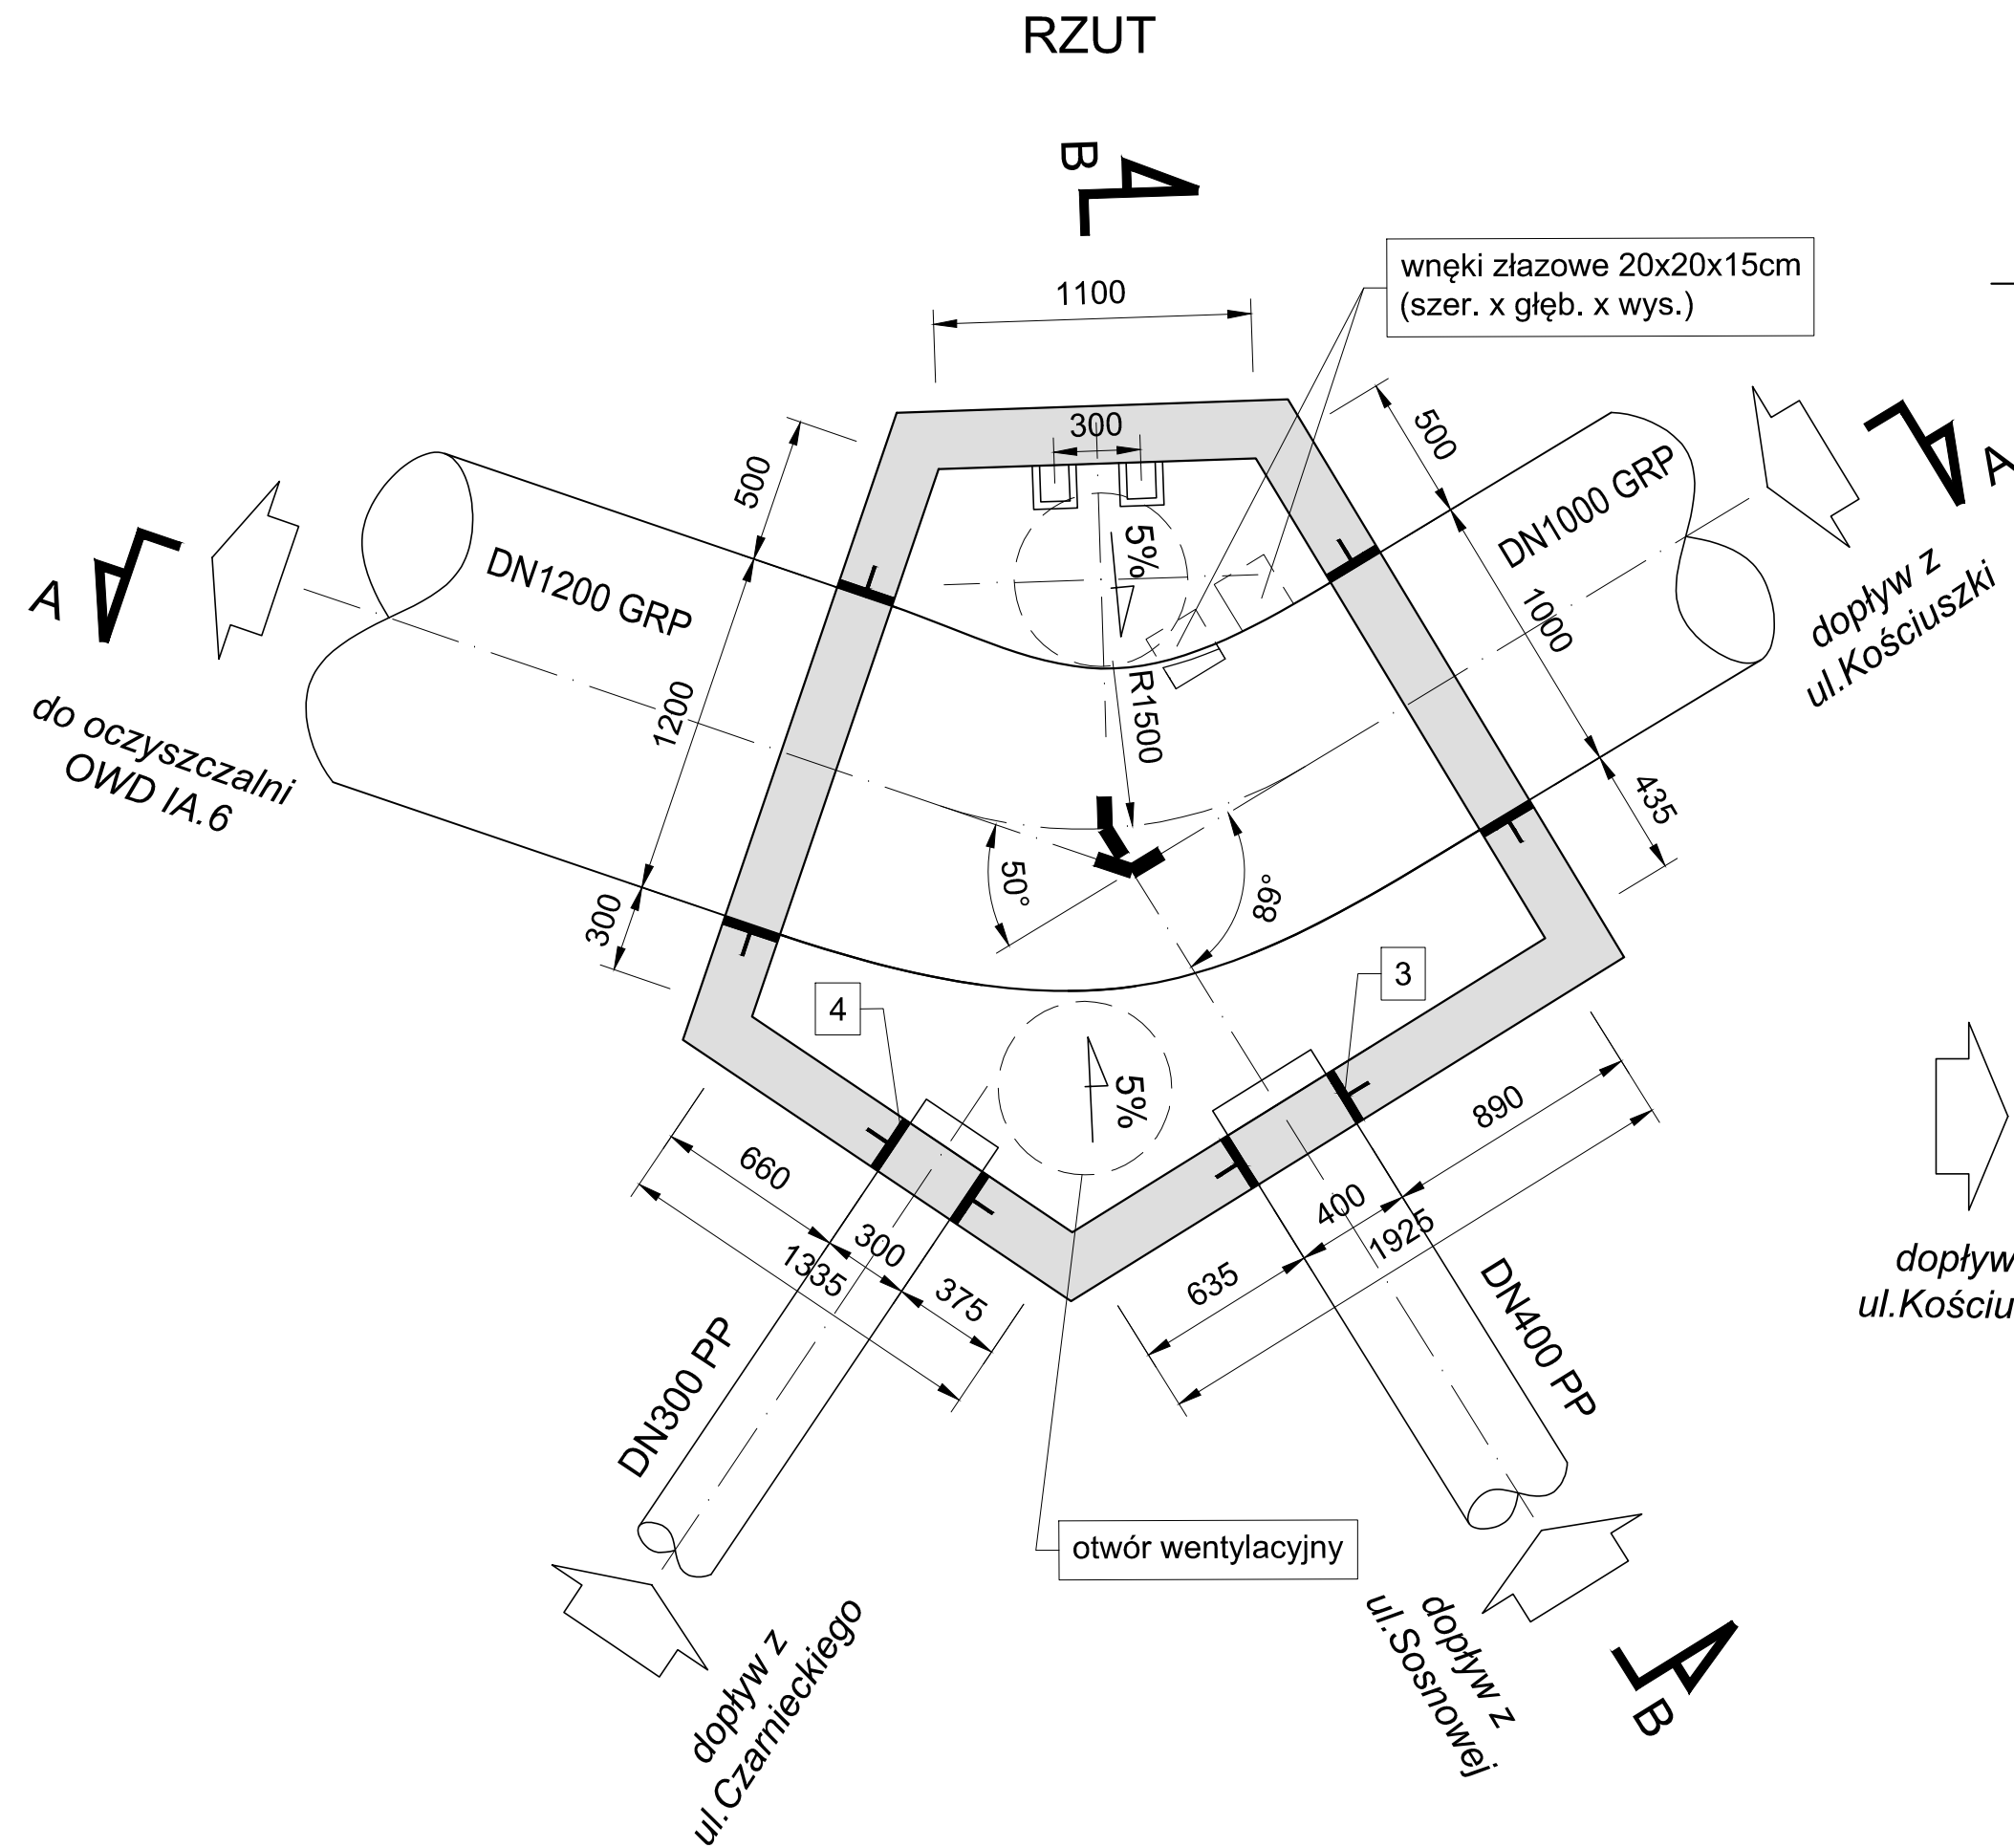 RZUT
B
wnęki złazowe 20x20x15cm
(szer. x głęb. x wys.)
1100
300
500
500
DN1000 GRP
A
DN1200 GRP
A
5%
1000
dopływ z
ul.Kościuszki
1200
R1500
do oczyszczalni
OWD IA.6
435
50°
89°
300
3
4
5%
890
660
300
1335
375
400
1925
635
DN300 PP
DN400 PP
dopływ
ul.Kościu
otwór wentylacyjny
dopływ z
ul.Czarnieckiego
dopływ z
ul.Sosnowej
B